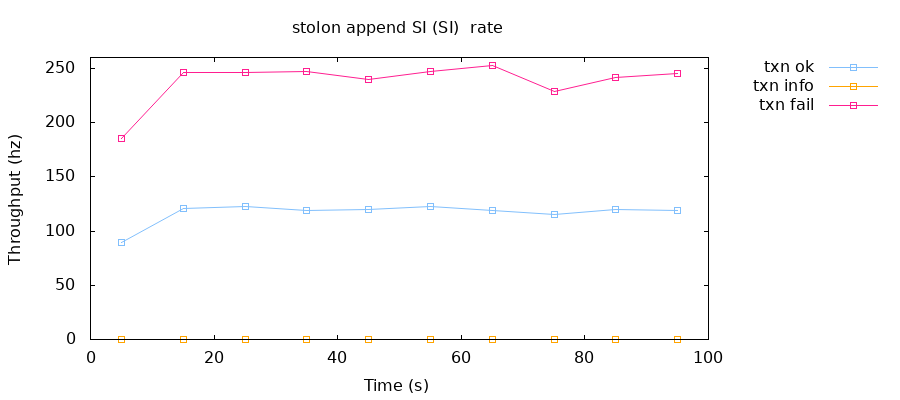 stolon append SI (SI)  rate
txn ok
txn info
txn fail
Throughput (hz)
250
200
150
100
50
0
0 20 40 60 80 100
Time (s)